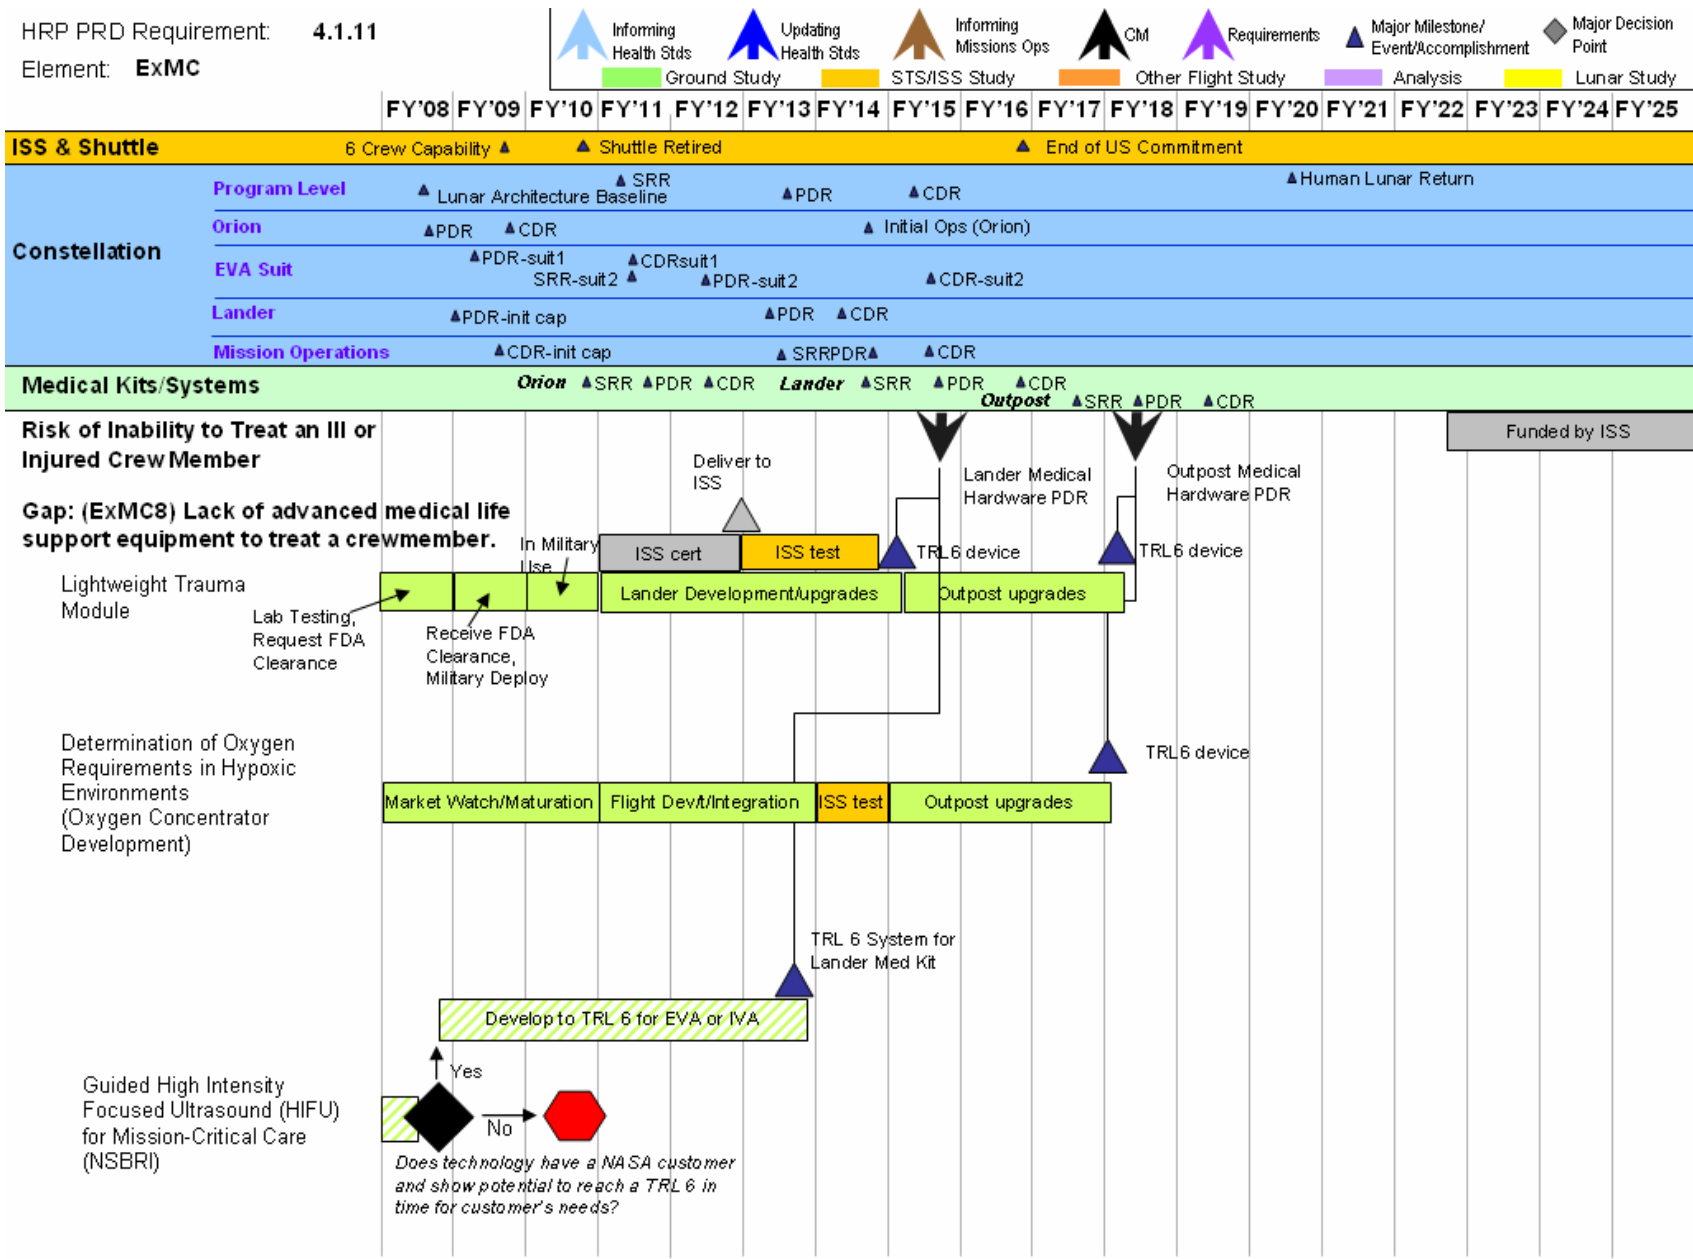 HRP PRD Requirement: 4.1.11
Element: ExMC
Informing
Health Stds
Updating
Health Stds
Informing
Missions Ops
CM
Requirements
Major Milestone/
Event/Accomplishment
Major Decision
Point
Ground Study
STS/ISS Study
Other Flight Study
Analysis
Lunar Study
FY'08 FY'09 FY'10 FY'11 FY'12 FY'13 FY'14 FY'15 FY'16 FY'17 FY'18 FY'19 FY'20 FY'21 FY'22 FY'23 FY'24 FY'25
ISS & Shuttle
6 Crew Capability
Shuttle Retired
End of US Commitment
Constellation
Program Level
Lunar Architecture Baseline
SRR
PDR
CDR
Human Lunar Return
Orion
PDR
CDR
Initial Ops (Orion)
EVA Suit
PDR-suit1
CDRsuit1
SRR-suit2
PDR-suit2
CDR-suit2
Lander
PDR-init cap
PDR
CDR
Mission Operations
CDR-init cap
SRR
PDR
CDR
Medical Kits/Systems
Orion SRR PDR CDR
Lander SRR PDR CDR
Outpost SRR PDR CDR
Risk of Inability to Treat an Ill or
Injured Crew Member
Funded by ISS
Deliver to
ISS
Lander Medical
Hardware PDR
Outpost Medical
Hardware PDR
Gap: (ExMC8) Lack of advanced medical life
support equipment to treat a crewmember.
In Military
Use
ISS cert
ISS test
TRL6 device
TRL6 device
Lightweight Trauma
Module
Lander Development/upgrades
Outpost upgrades
Lab Testing,
Request FDA
Clearance
Receive FDA
Clearance,
Military Deploy
Determination of Oxygen
Requirements in Hypoxic
Environments
(Oxygen Concentrator
Development)
TRL6 device
Market Watch/Maturation
Flight Dev/t/Integration
ISS test
Outpost upgrades
TRL 6 System for
Lander Med Kit
Develop to TRL 6 for EVA or IVA
Yes
Guided High Intensity
Focused Ultrasound (HIFU)
for Mission-Critical Care
(NSBRI)
No
Does technology have a NASA customer
and show potential to reach a TRL 6 in
time for customer's needs?